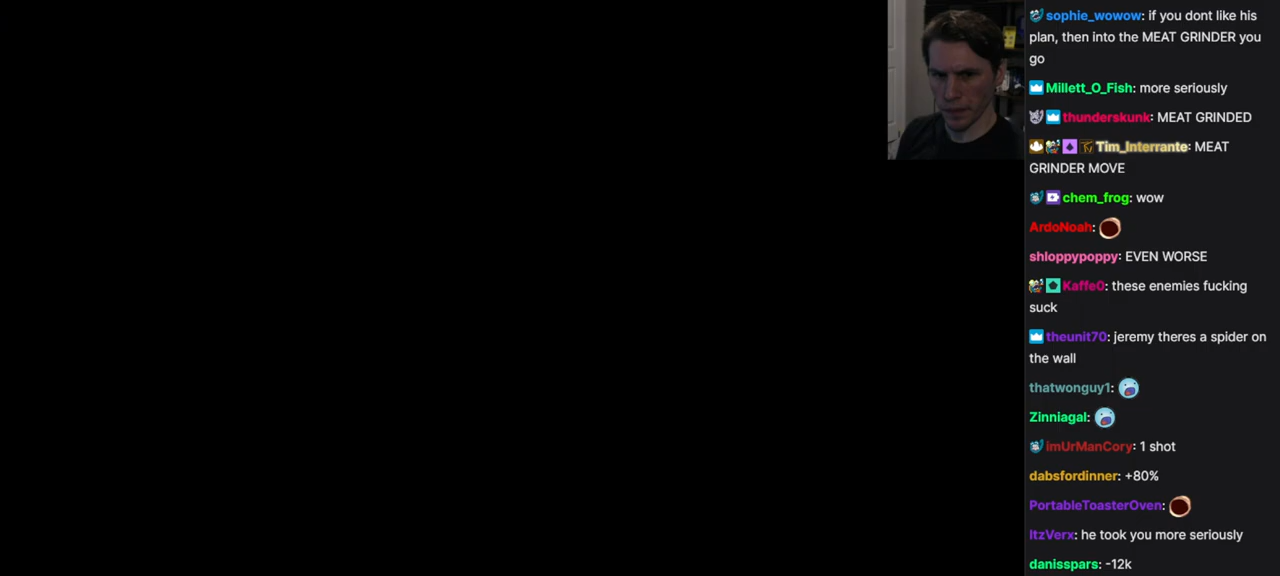 sophie_wowow: if you dont like his
plan, then into the MEAT GRINDER you
go
Millett_O_Fish: more seriously
thunderskunk: MEAT GRINDED
Tim_Interrante: MEAT
GRINDER MOVE
chem_frog: wow
ArdoNoah:
shloppypoppy: EVEN WORSE
Kaffe0: these enemies fucking
suck
theunit70: jeremy theres a spider on
the wall
thatwonguy1:
Zinniagal:
imUrManCory: 1 shot
dabsfordinner: +80%
PortableToasterOven:
ItzVerx: he took you more seriously
danisspars: -12k